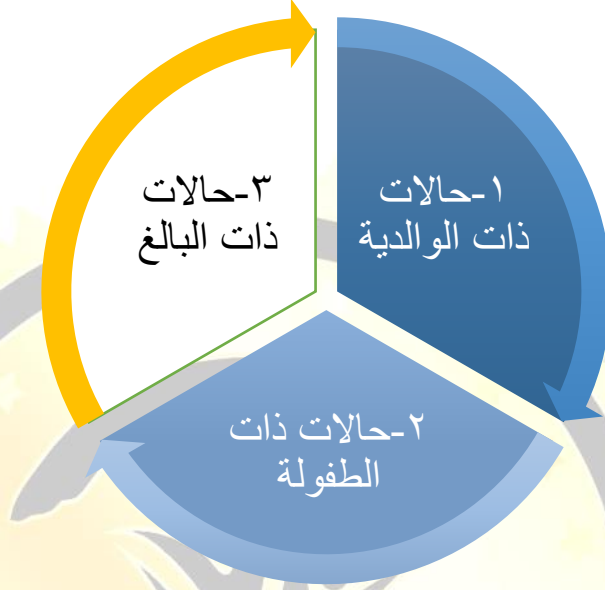 ١-حالات
ذات الوالدية
٢-حالات ذات
الطفولة
٣-حالات
ذات البالغ